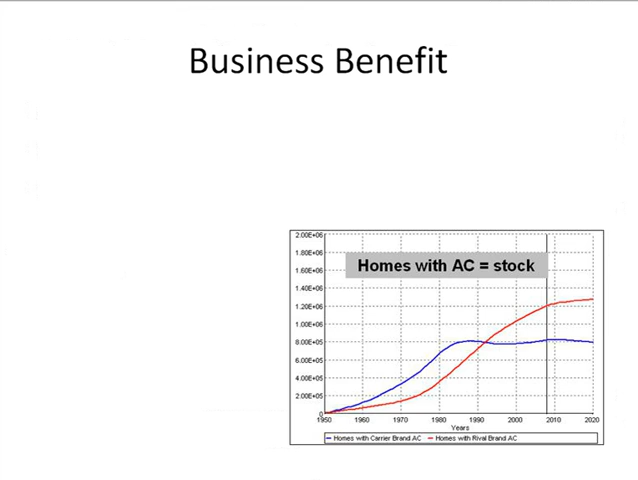 Business Benefit
Homes with AC = stock
2.00E+06
1.80E+06
1.60E+06
1.40E+06
1.20E+06
1.00E+06
8.00E+05
6.00E+05
4.00E+05
2.00E+05
0
1950 1960 1970 1980 1990 2000 2010 2020
Years
Homes with Carrier Brand AC Homes with Rival Brand AC